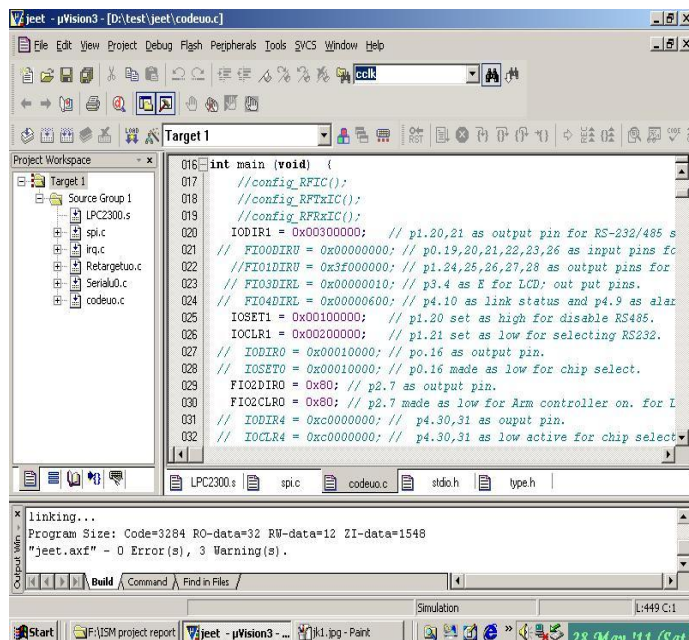 jeet - µVision3 - [D:\test\jeet\codeuo.c]
File Edit View Project Debug Flash Peripherals Tools SVCS Window Help
cclk
LOAD
Target 1
RST
Project Workspace
Target 1
Source Group 1
LPC2300.s
spi.c
irq.c
Retargetuo.c
Serialu0.c
codeuo.c
016 int main (void) {
017 //config_RFIC();
018 //config_RFTxIC();
019 //config_RFRxIC();
020 IODIR1 = 0x00300000; // p1.20,21 as output pin for RS-232/485 s
021 // FIO0DIRU = 0x00000000; // p0.19,20,21,22,23,26 as input pins fo
022 //FIO1DIRU = 0x3f000000; // p1.24,25,26,27,28 as output pins for
023 // FIO3DIRL = 0x00000010; // p3.4 as E for LCD; out put pins.
024 // FIO4DIRL = 0x00000600; // p4.10 as link status and p4.9 as alar
025 IOSET1 = 0x00100000; // p1.20 set as high for disable RS485.
026 IOCLR1 = 0x00200000; // p1.21 set as low for selecting RS232.
027 // IODIR0 = 0x00010000; // po.16 as output pin.
028 // IOSET0 = 0x00010000; // p0.16 made as low for chip select.
029 FIO2DIR0 = 0x80; // p2.7 as output pin.
030 FIO2CLR0 = 0x80; // p2.7 made as low for Arm controller on. for L
031 // IODIR4 = 0xc0000000; // p4.30,31 as ouput pin.
032 // IOCLR4 = 0xc0000000; // p4.30,31 as low active for chip select
LPC2300.s spi.c codeuo.c stdio.h type.h
linking...
Program Size: Code=3284 RO-data=32 RW-data=12 ZI-data=1548
"jeet.axf" - 0 Error(s), 3 Warning(s).
Output Win
Build Command Find in Files
Simulation L:449 C:1
Start F:\ISM project report jeet - µVision3 - ... jk1.jpg - Paint 28 May '11 (Sa